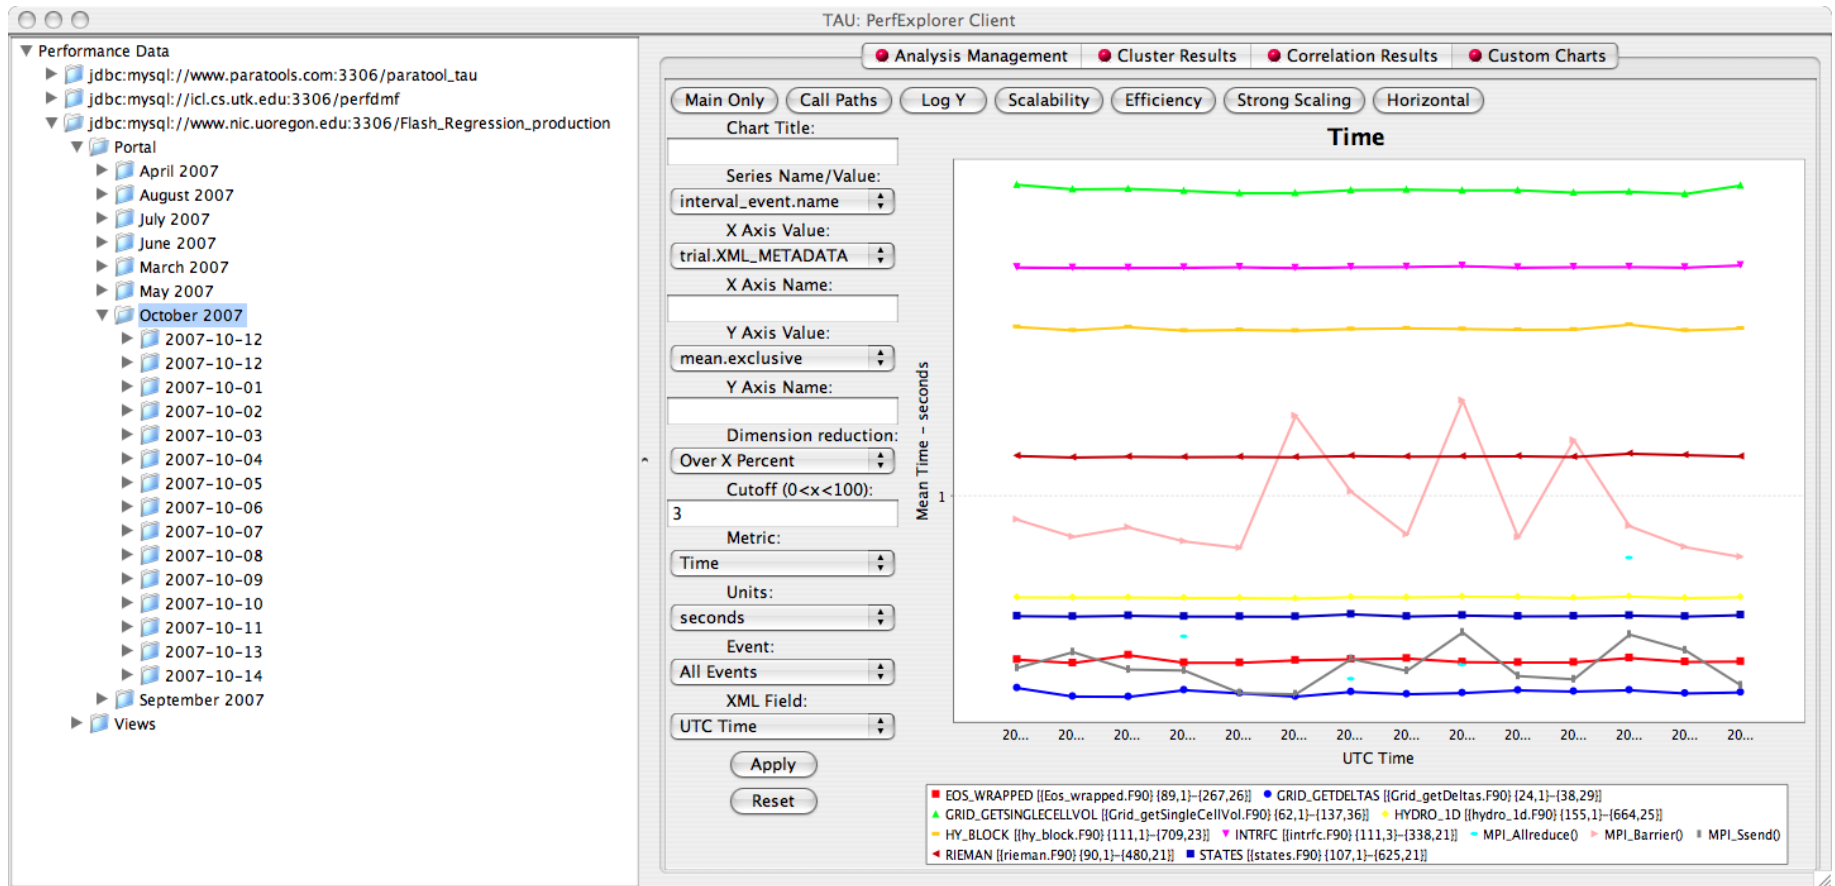 TAU: PerfExplorer Client
Performance Data
jdbc:mysql://www.paratools.com:3306/paratool_tau
jdbc:mysql://icl.cs.utk.edu:3306/perfdmf
jdbc:mysql://www.nic.uoregon.edu:3306/Flash_Regression_production
Portal
April 2007
August 2007
July 2007
June 2007
March 2007
May 2007
October 2007
2007-10-12
2007-10-12
2007-10-01
2007-10-02
2007-10-03
2007-10-04
2007-10-05
2007-10-06
2007-10-07
2007-10-08
2007-10-09
2007-10-10
2007-10-11
2007-10-13
2007-10-14
September 2007
Views
Analysis Management Cluster Results Correlation Results Custom Charts
Main Only Call Paths Log Y Scalability Efficiency Strong Scaling Horizontal
Chart Title:
Series Name/Value:
interval_event.name
X Axis Value:
trial.XML_METADATA
X Axis Name:
Y Axis Value:
mean.exclusive
Y Axis Name:
Dimension reduction:
Over X Percent
Cutoff (0<x<100):
3
Metric:
Time
Units:
seconds
Event:
All Events
XML Field:
UTC Time
Apply
Reset
Time
Mean Time - seconds
1
20... 20... 20... 20... 20... 20... 20... 20... 20... 20... 20... 20... 20... 20...
UTC Time
EOS_WRAPPED [{Eos_wrapped.F90} {89,1}-{267,26}] GRID_GETDELTAS [{Grid_getDeltas.F90} {24,1}-{38,29}]
GRID_GETSINGLECELLVOL [{Grid_getSingleCellVol.F90} {62,1}-{137,36}] HYDRO_1D [{hydro_1d.F90} {155,1}-{664,25}]
HY_BLOCK [{hy_block.F90} {111,1}-{709,23}] INTRFC [{intrfc.F90} {111,3}-{338,21}] MPI_Allreduce() MPI_Barrier() MPI_Ssend()
RIEMAN [{rieman.F90} {90,1}-{480,21}] STATES [{states.F90} {107,1}-{625,21}]